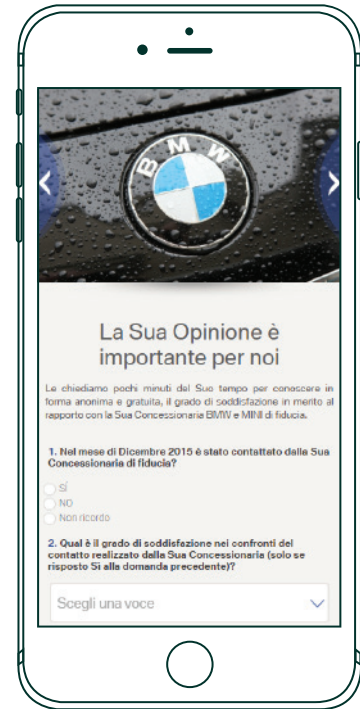 BMW
La Sua Opinione è
importante per noi
Le chiediamo pochi minuti del Suo tempo per conoscere in
forma anonima e gratuita, il grado di soddisfazione in merito al
rapporto con la Sua Concessionaria BMW e MINI di fiducia.
1. Nel mese di Dicembre 2015 è stato contattato dalla Sua
Concessionaria di fiducia?
SÍ
NO
Non ricordo
2. Qual è il grado di soddisfazione nei confronti del
contatto realizzato dalla Sua Concessionaria (solo se
risposto Sì alla domanda precedente)?
Scegli una voce